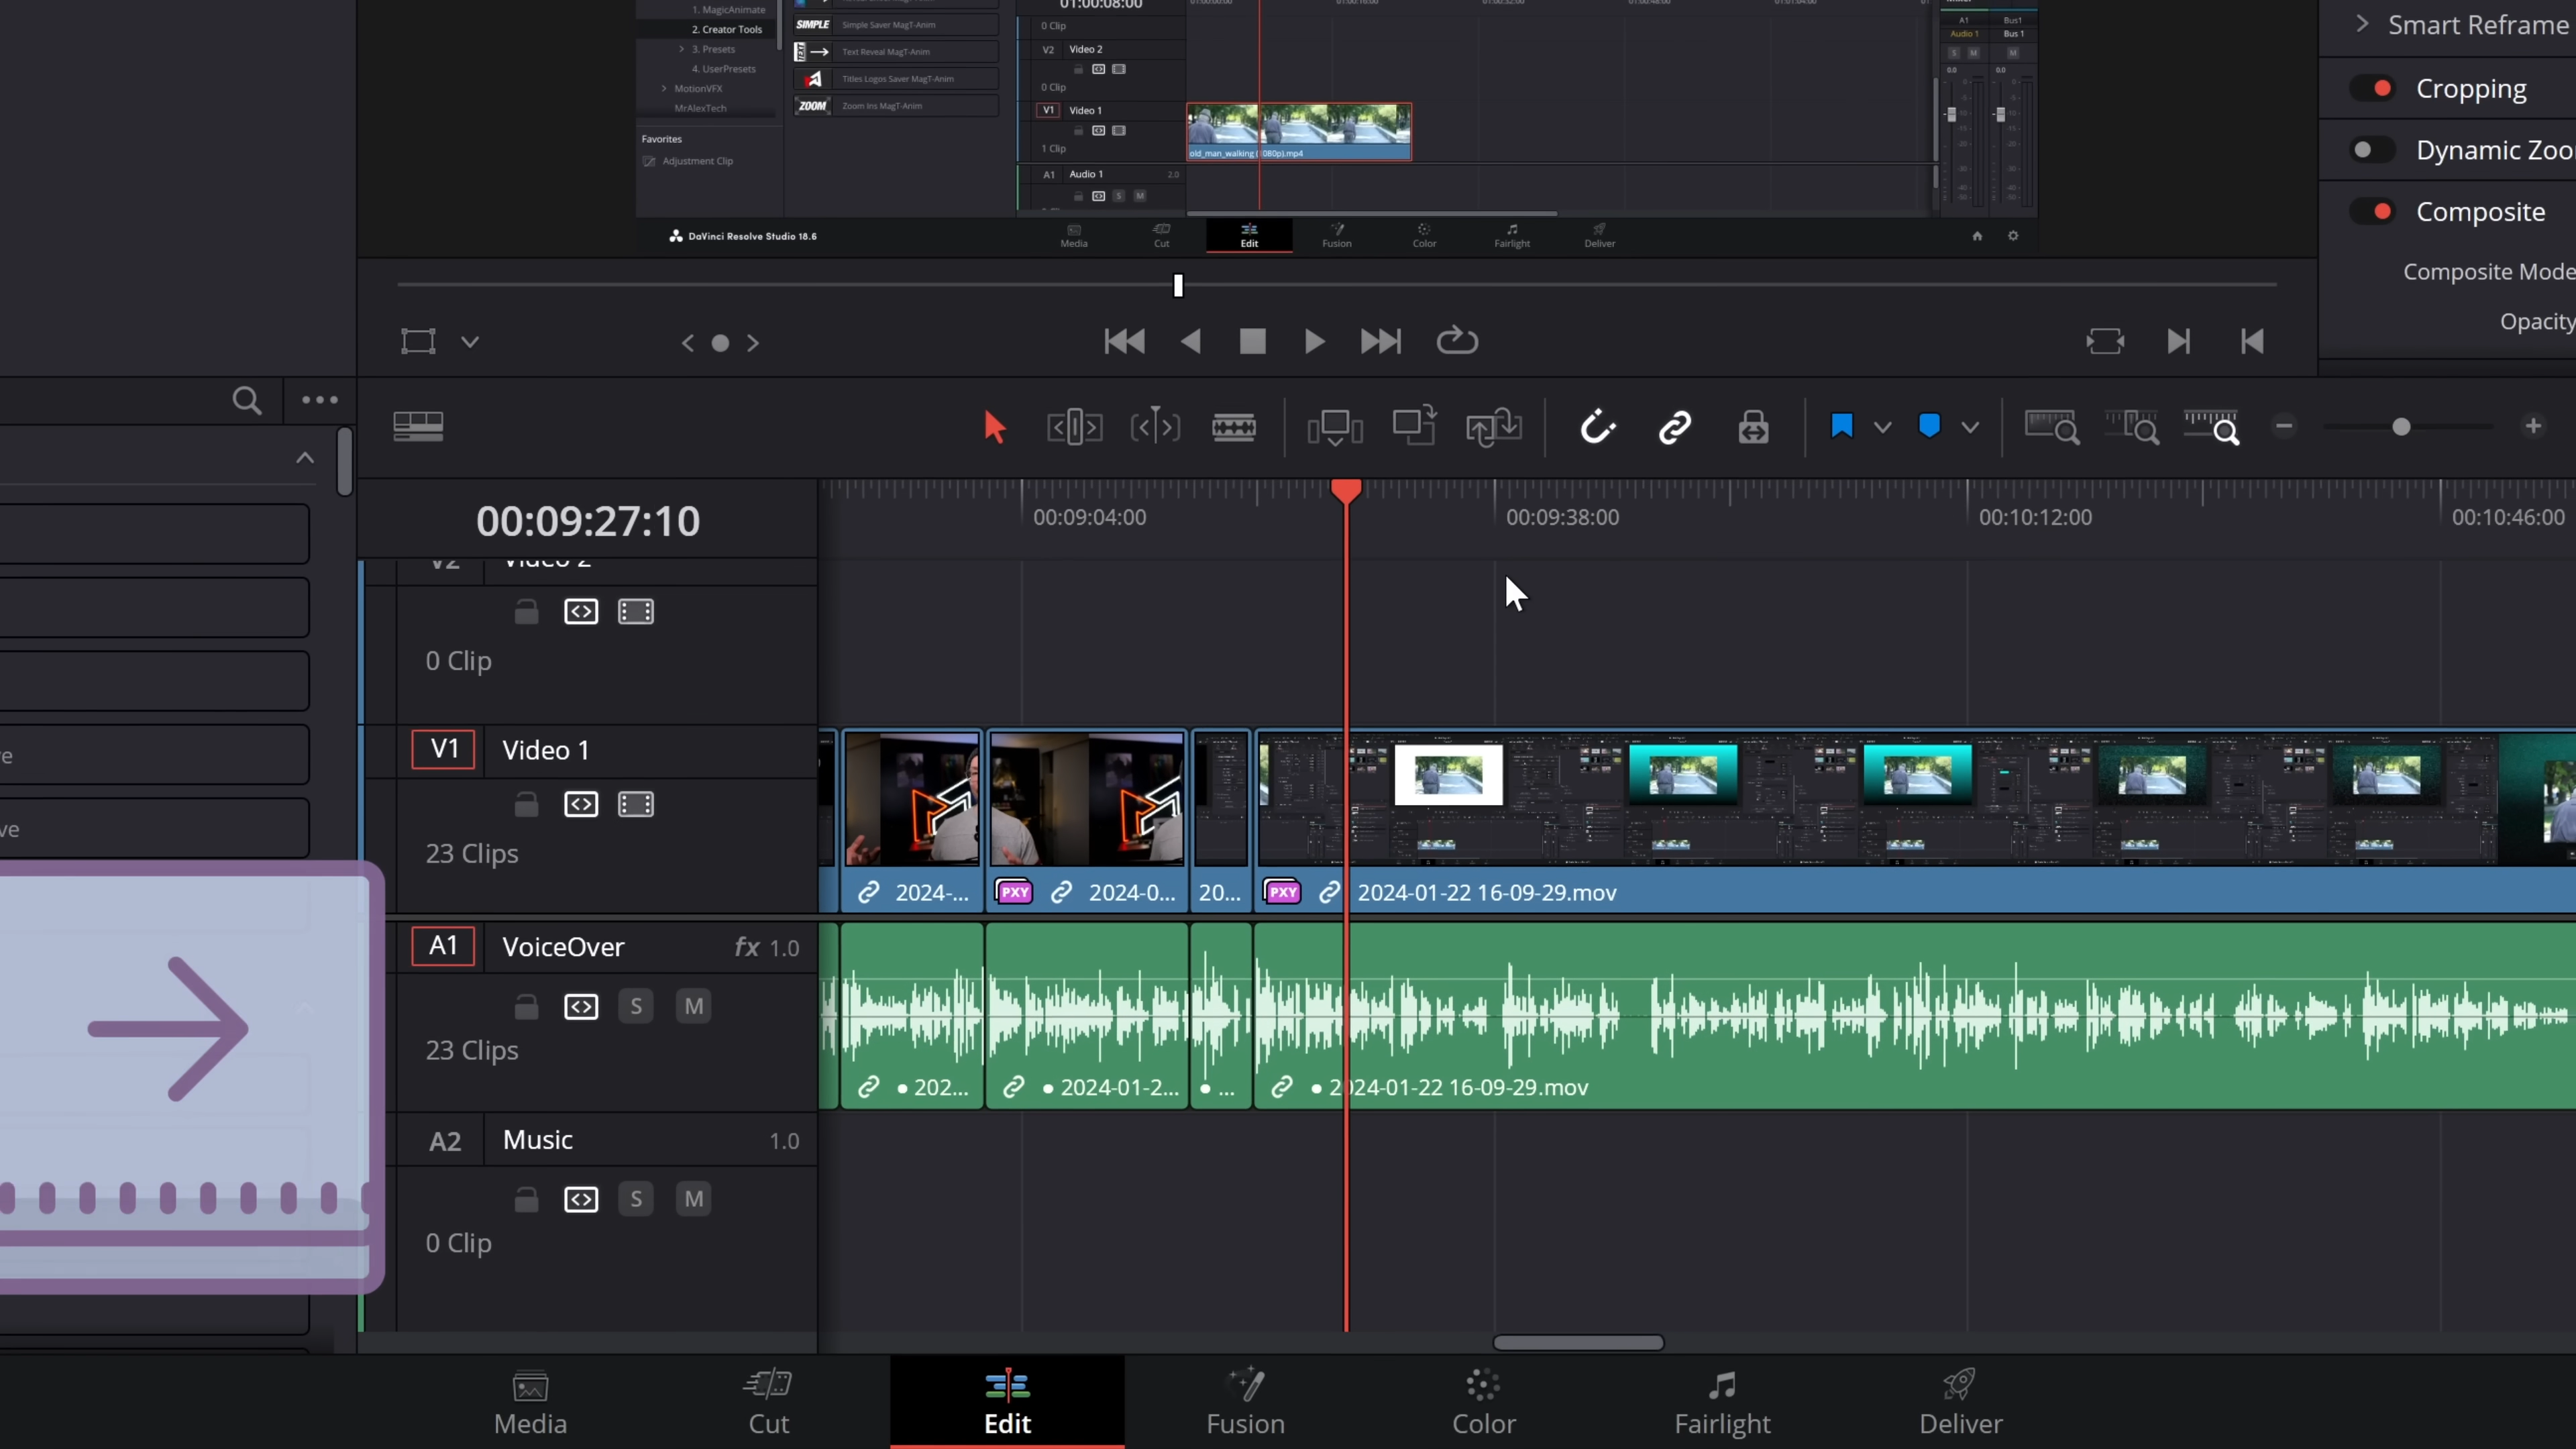 1. MagicAnimate
2. Creator Tools
3. Presets
4. UserPresets
MotionVFX
MrAlexTech
Favorites
Adjustment Clip
SIMPLE Simple Saver MagT-Anim
TEXT Text Reveal MagT-Anim
Titles Logos Saver MagT-Anim
ZOOM Zoom Ins MagT-Anim
01:00:08:00
0 Clip
V2 Video 2
0 Clip
V1 Video 1
1 Clip
old_man_walking (1080p).mp4
A1 Audio 1 2.0
S M
A1 Bus1
Audio 1 Bus 1
S M M
0.0 0.0
DaVinci Resolve Studio 18.6
Media Cut Edit Fusion Color Fairlight Deliver
Smart Reframe
Cropping
Dynamic Zoo
Composite
Composite Mode
Opacity
00:09:27:10
00:09:04:00 00:09:38:00 00:10:12:00 00:10:46:00
V2 Video 2
0 Clip
V1 Video 1
23 Clips
2024-... PXY 2024-0... 20... PXY 2024-01-22 16-09-29.mov
A1 VoiceOver fx 1.0
S M
23 Clips
202... 2024-01-2... ... 2024-01-22 16-09-29.mov
A2 Music 1.0
S M
0 Clip
re
ve
Media Cut Edit Fusion Color Fairlight Deliver